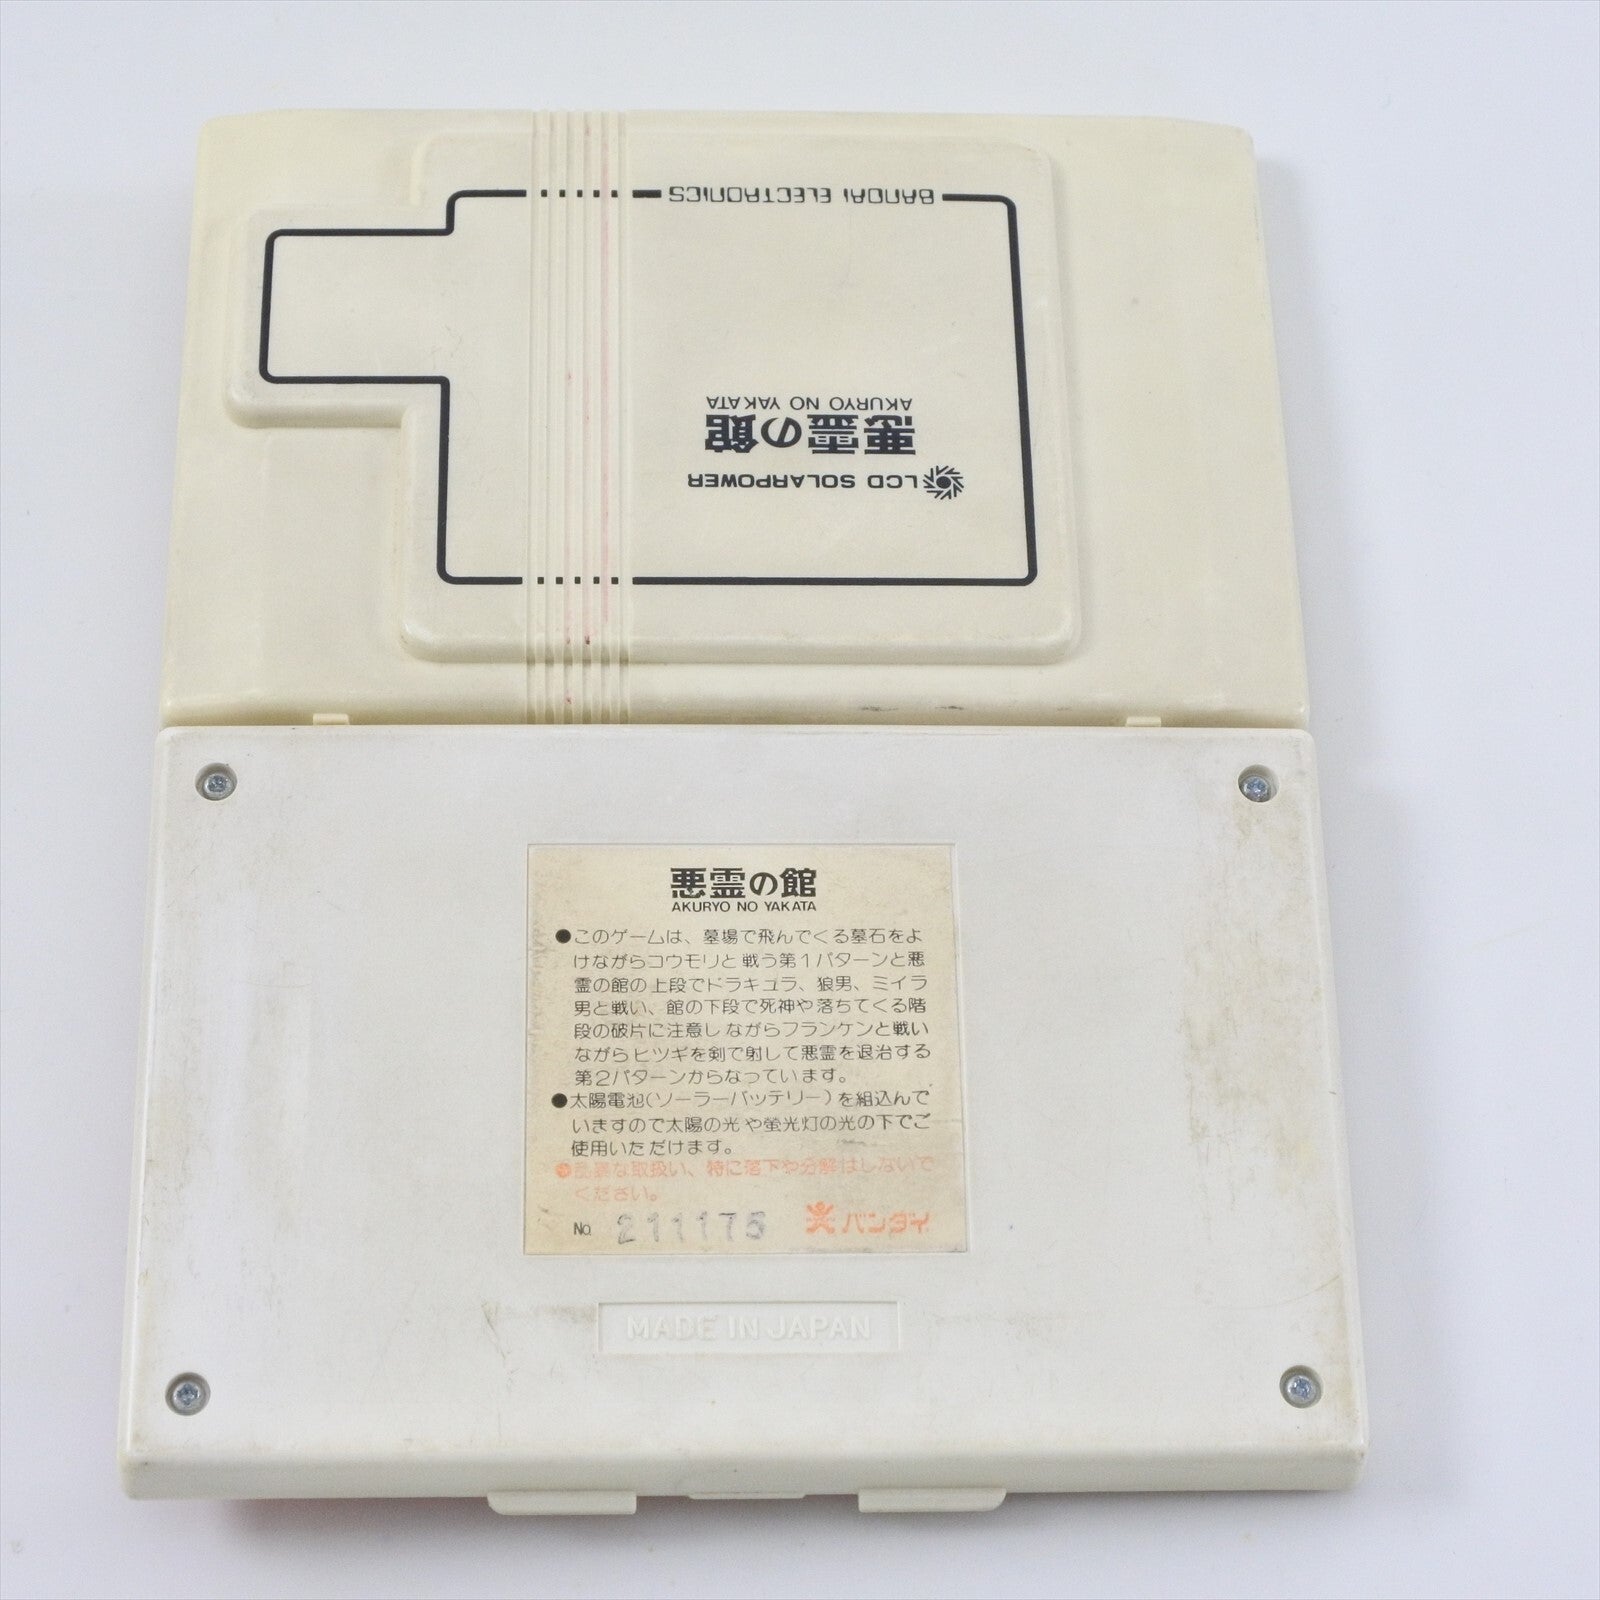 BANDAI ELECTRONICS
LCD SOLARPOWER
悪霊の館
AKURYO NO YAKATA
悪霊の館
AKURYO NO YAKATA
●このゲームは、墓場で飛んでくる墓石をよ
けながらコウモリと戦う第1パターンと悪
霊の館の上段でドラキュラ、狼男、ミイラ
男と戦い、館の下段で死神や落ちてくる階
段の破片に注意しながらフランケンと戦い
ながらヒツギを剣で射して悪霊を退治する
第2パターンからなっています。
●太陽電池(ソーラーバッテリー)を組込んで
いますので太陽の光や螢光灯の光の下でご
使用いただけます。
な取扱い、特に落下や分解はしないで
ください。
No. 211175 バンダイ
MADE IN JAPAN